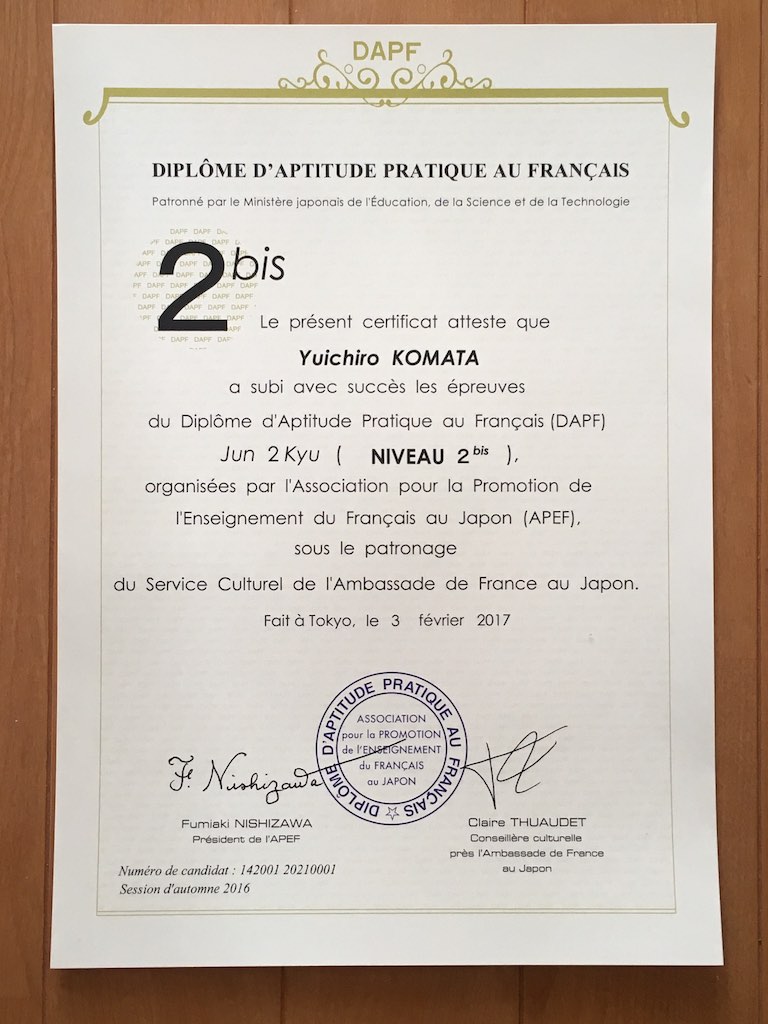 DAPF
DIPLÔME D'APTITUDE PRATIQUE AU FRANÇAIS
Patronné par le Ministère japonais de l'Éducation, de la Science et de la Technologie
2 bis
Le présent certificat atteste que
Yuichiro KOMATA
a subi avec succès les épreuves
du Diplôme d'Aptitude Pratique au Français (DAPF)
Jun 2 Kyu ( NIVEAU 2 bis ),
organisées par l'Association pour la Promotion de
l'Enseignement du Français au Japon (APEF),
sous le patronage
du Service Culturel de l'Ambassade de France au Japon.
Fait à Tokyo, le 3 février 2017
DIPLÔME D'APTITUDE PRATIQUE AU FRANÇAIS
ASSOCIATION
pour la PROMOTION
de l'ENSEIGNEMENT
du FRANÇAIS
au JAPON
F. Nishizawa
Fumiaki NISHIZAWA
Président de l'APEF
Claire THUAUDET
Conseillère culturelle
près l'Ambassade de France
au Japon
Numéro de candidat : 142001 20210001
Session d'automne 2016